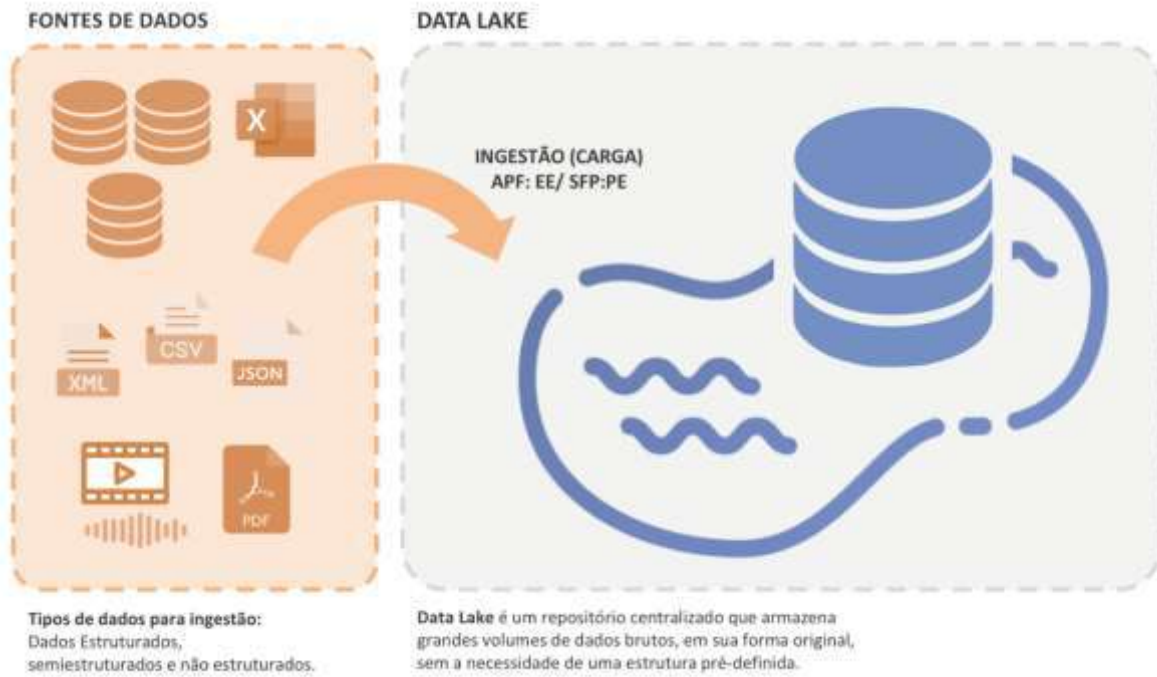 FONTES DE DADOS
DATA LAKE
X
INGESTÃO (CARGA)
APF: EE/ SFP:PE
XML
CSV
JSON
PDF
Tipos de dados para ingestão:
Dados Estruturados,
semiestruturados e não estruturados.
Data Lake é um repositório centralizado que armazena
grandes volumes de dados brutos, em sua forma original,
sem a necessidade de uma estrutura pré-definida.